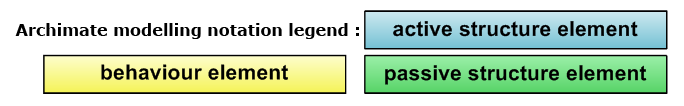 Archimate modelling notation legend : active structure element
behaviour element passive structure element